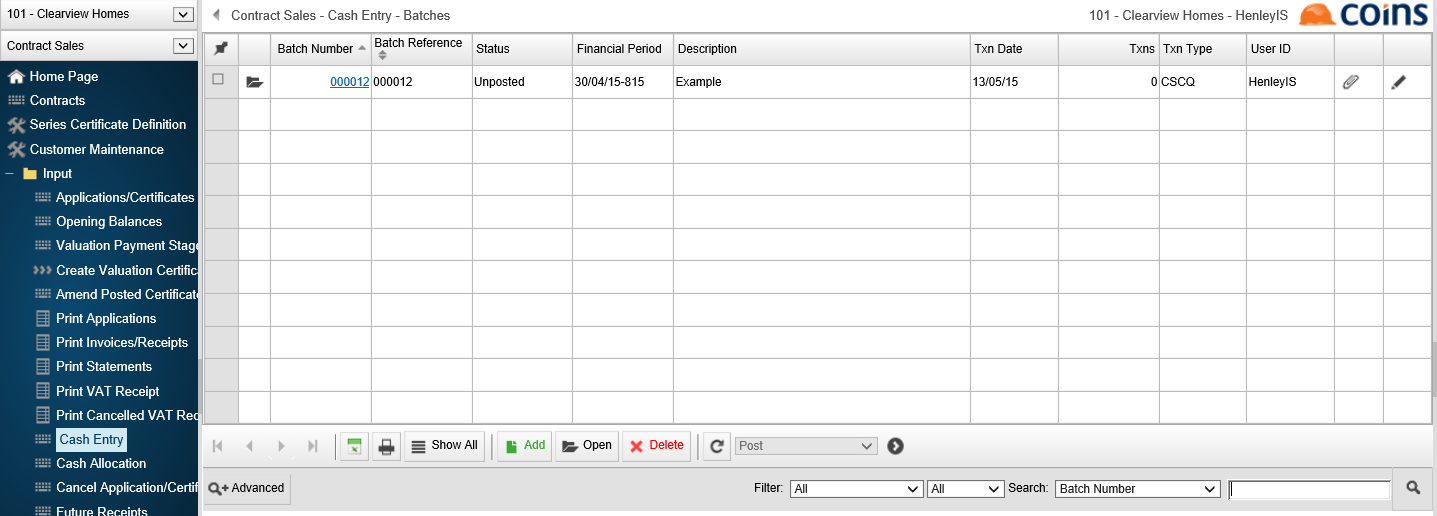 101 - Clearview Homes
Contract Sales
Home Page
Contracts
Series Certificate Definition
Customer Maintenance
Input
Applications/Certificates
Opening Balances
Valuation Payment Stage
Create Valuation Certific
Amend Posted Certificate
Print Applications
Print Invoices/Receipts
Print Statements
Print VAT Receipt
Print Cancelled VAT Rec
Cash Entry
Cash Allocation
Cancel Application/Certif
Future Receipts
Contract Sales - Cash Entry - Batches 101 - Clearview Homes - HenleyIS coins
Batch Number Batch Reference Status Financial Period Description Txn Date Txns Txn Type User ID
000012 000012 Unposted 30/04/15-815 Example 13/05/15 0 CSCQ HenleyIS
Show All Add Open Delete Post
Advanced Filter: All All Search: Batch Number